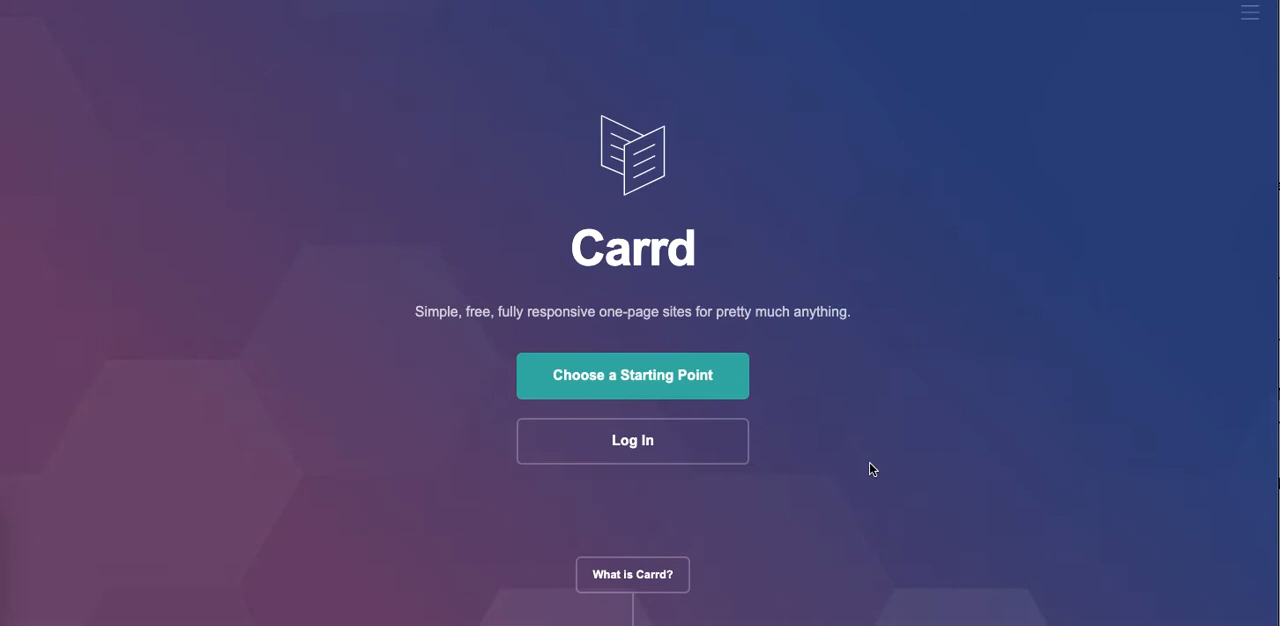 Carrd
Simple, free, fully responsive one-page sites for pretty much anything.
Choose a Starting Point
Log In
What is Carrd?